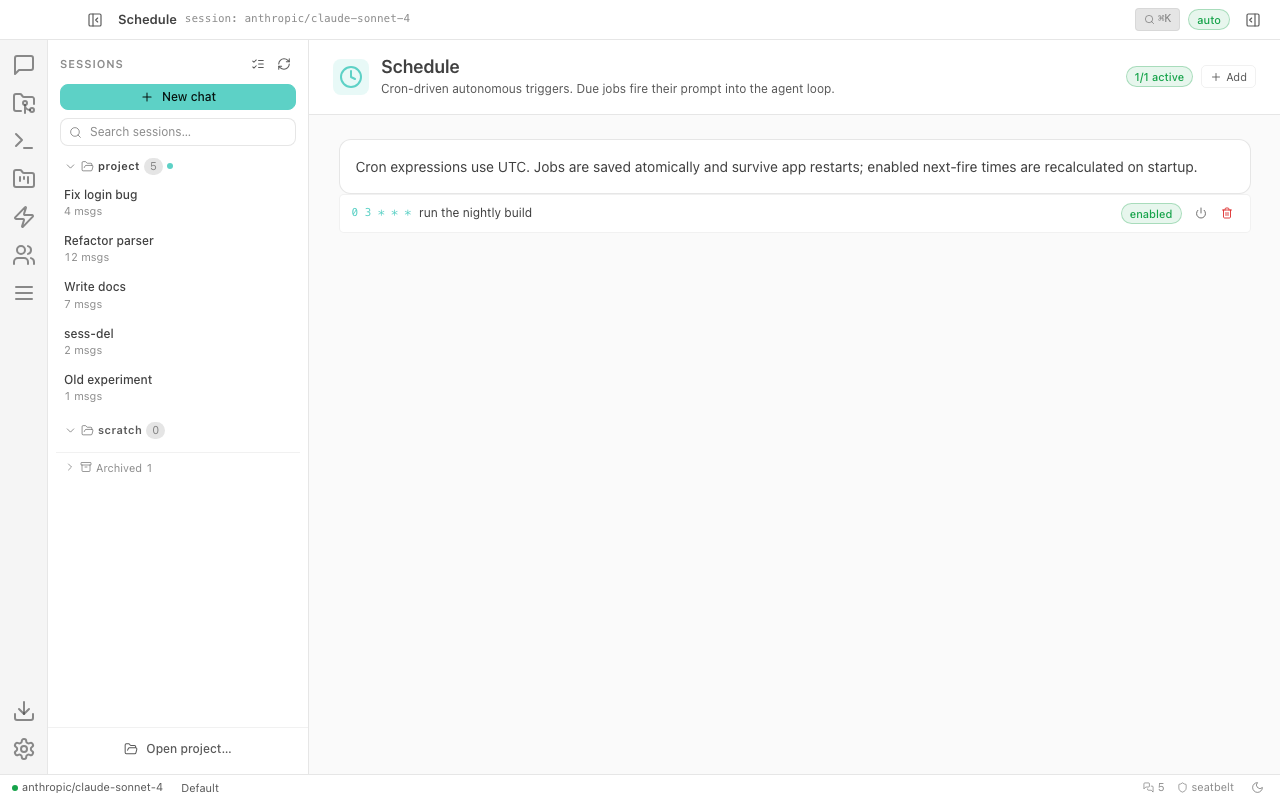 Schedule session: anthropic/claude-sonnet-4
⌘K
auto
SESSIONS
New chat
Search sessions...
project 5
Fix login bug
4 msgs
Refactor parser
12 msgs
Write docs
7 msgs
sess-del
2 msgs
Old experiment
1 msgs
scratch 0
Archived 1
Open project...
Schedule
Cron-driven autonomous triggers. Due jobs fire their prompt into the agent loop.
1/1 active
Add
Cron expressions use UTC. Jobs are saved atomically and survive app restarts; enabled next-fire times are recalculated on startup.
0 3 * * * run the nightly build
enabled
anthropic/claude-sonnet-4 Default
5 seatbelt